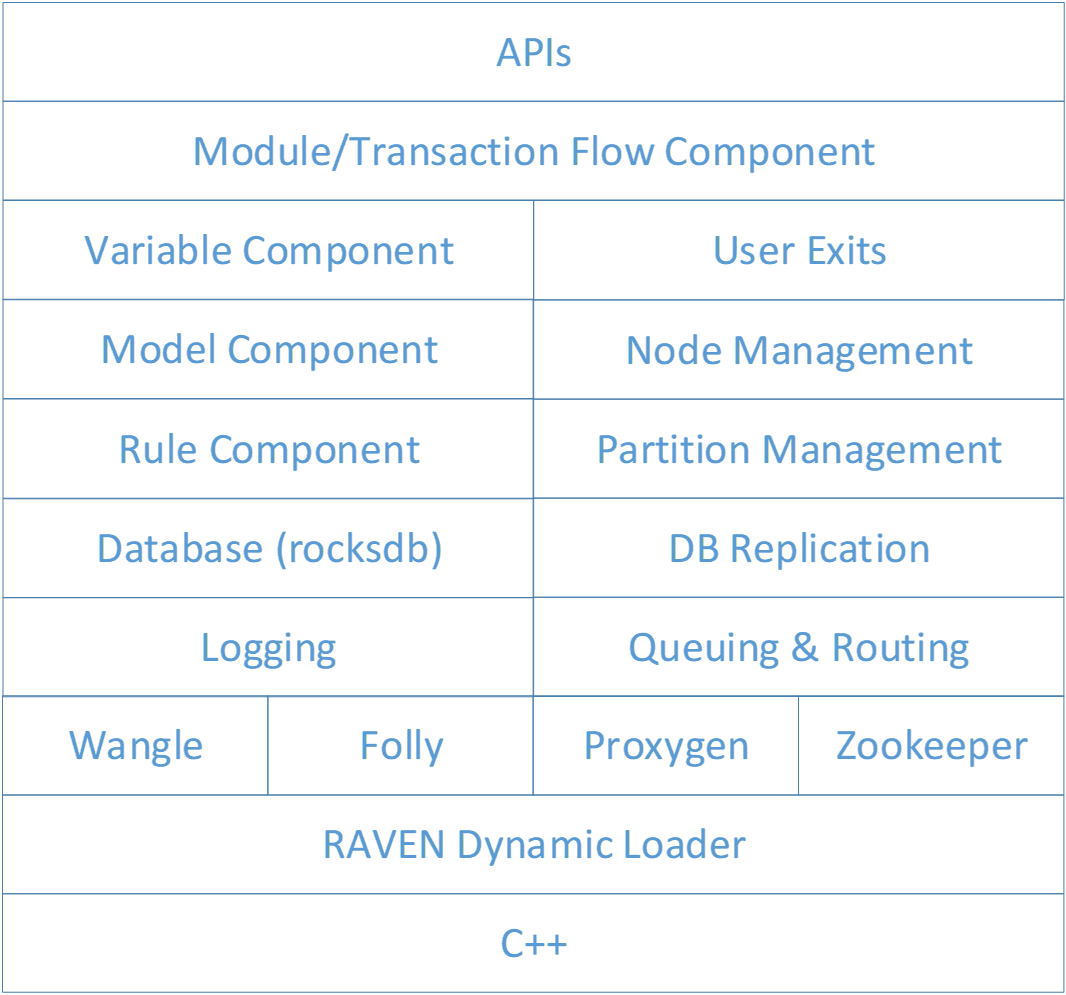 APIs
Module/Transaction Flow Component
Variable Component
User Exits
Model Component
Node Management
Rule Component
Partition Management
Database (rocksdb)
DB Replication
Logging
Queuing & Routing
Wangle
Folly
Proxygen
Zookeeper
RAVEN Dynamic Loader
C++